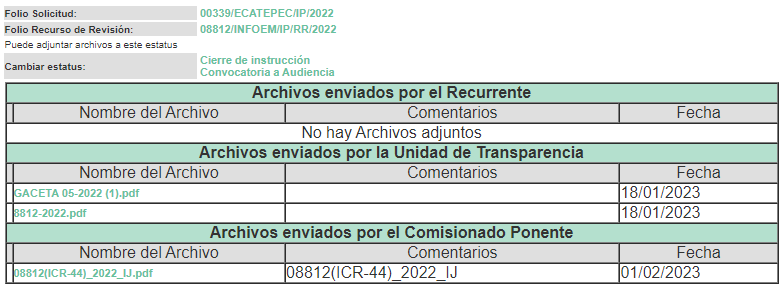 Folio Solicitud: 00339/ECATEPEC/IP/2022
Folio Recurso de Revisión: 08812/INFOEM/IP/RR/2022
Puede adjuntar archivos a este estatus
Cambiar estatus: Cierre de instrucción
Convocatoria a Audiencia
Archivos enviados por el Recurrente
Nombre del Archivo Comentarios Fecha
No hay Archivos adjuntos
Archivos enviados por la Unidad de Transparencia
Nombre del Archivo Comentarios Fecha
GACETA 05-2022 (1).pdf 18/01/2023
8812-2022.pdf 18/01/2023
Archivos enviados por el Comisionado Ponente
Nombre del Archivo Comentarios Fecha
08812(ICR-44)_2022_IJ.pdf 08812(ICR-44)_2022_IJ 01/02/2023